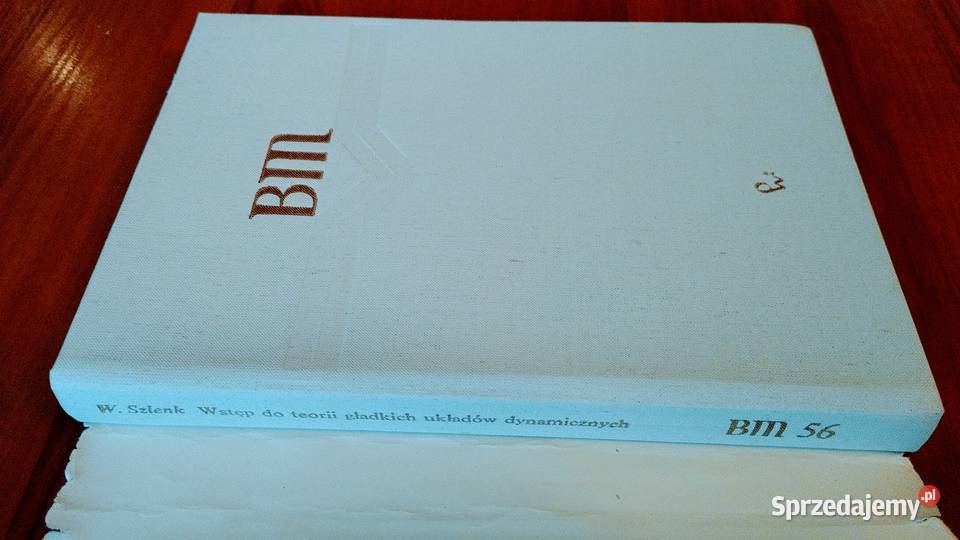 BM
W. Szlenk Wstęp do teorii gładkich układów dynamicznych
BM 56
Sprzedajemy.pl